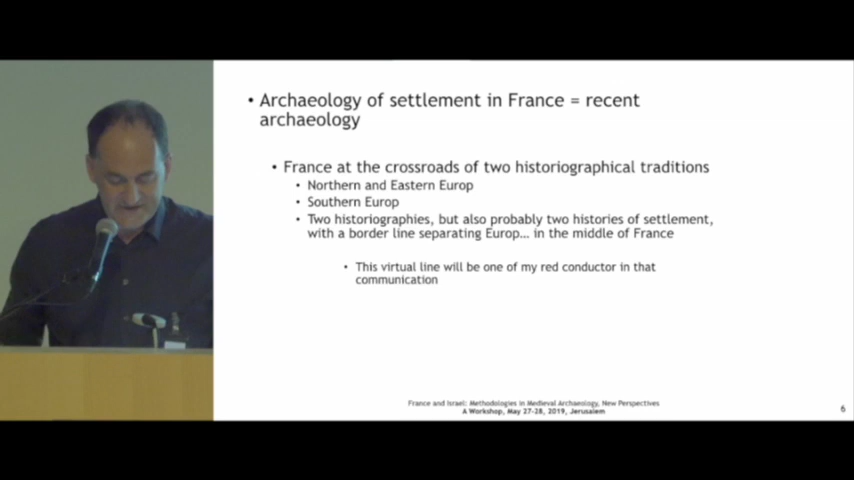 • Archaeology of settlement in France = recent
archaeology
• France at the crossroads of two historiographical traditions
• Northern and Eastern Europ
• Southern Europ
• Two historiographies, but also probably two histories of settlement,
with a border line separating Europ... in the middle of France
• This virtual line will be one of my red conductor in that
communication
France and Israel: Methodologies in Medieval Archaeology, New Perspectives
A Workshop, May 27-28, 2019, Jerusalem
6